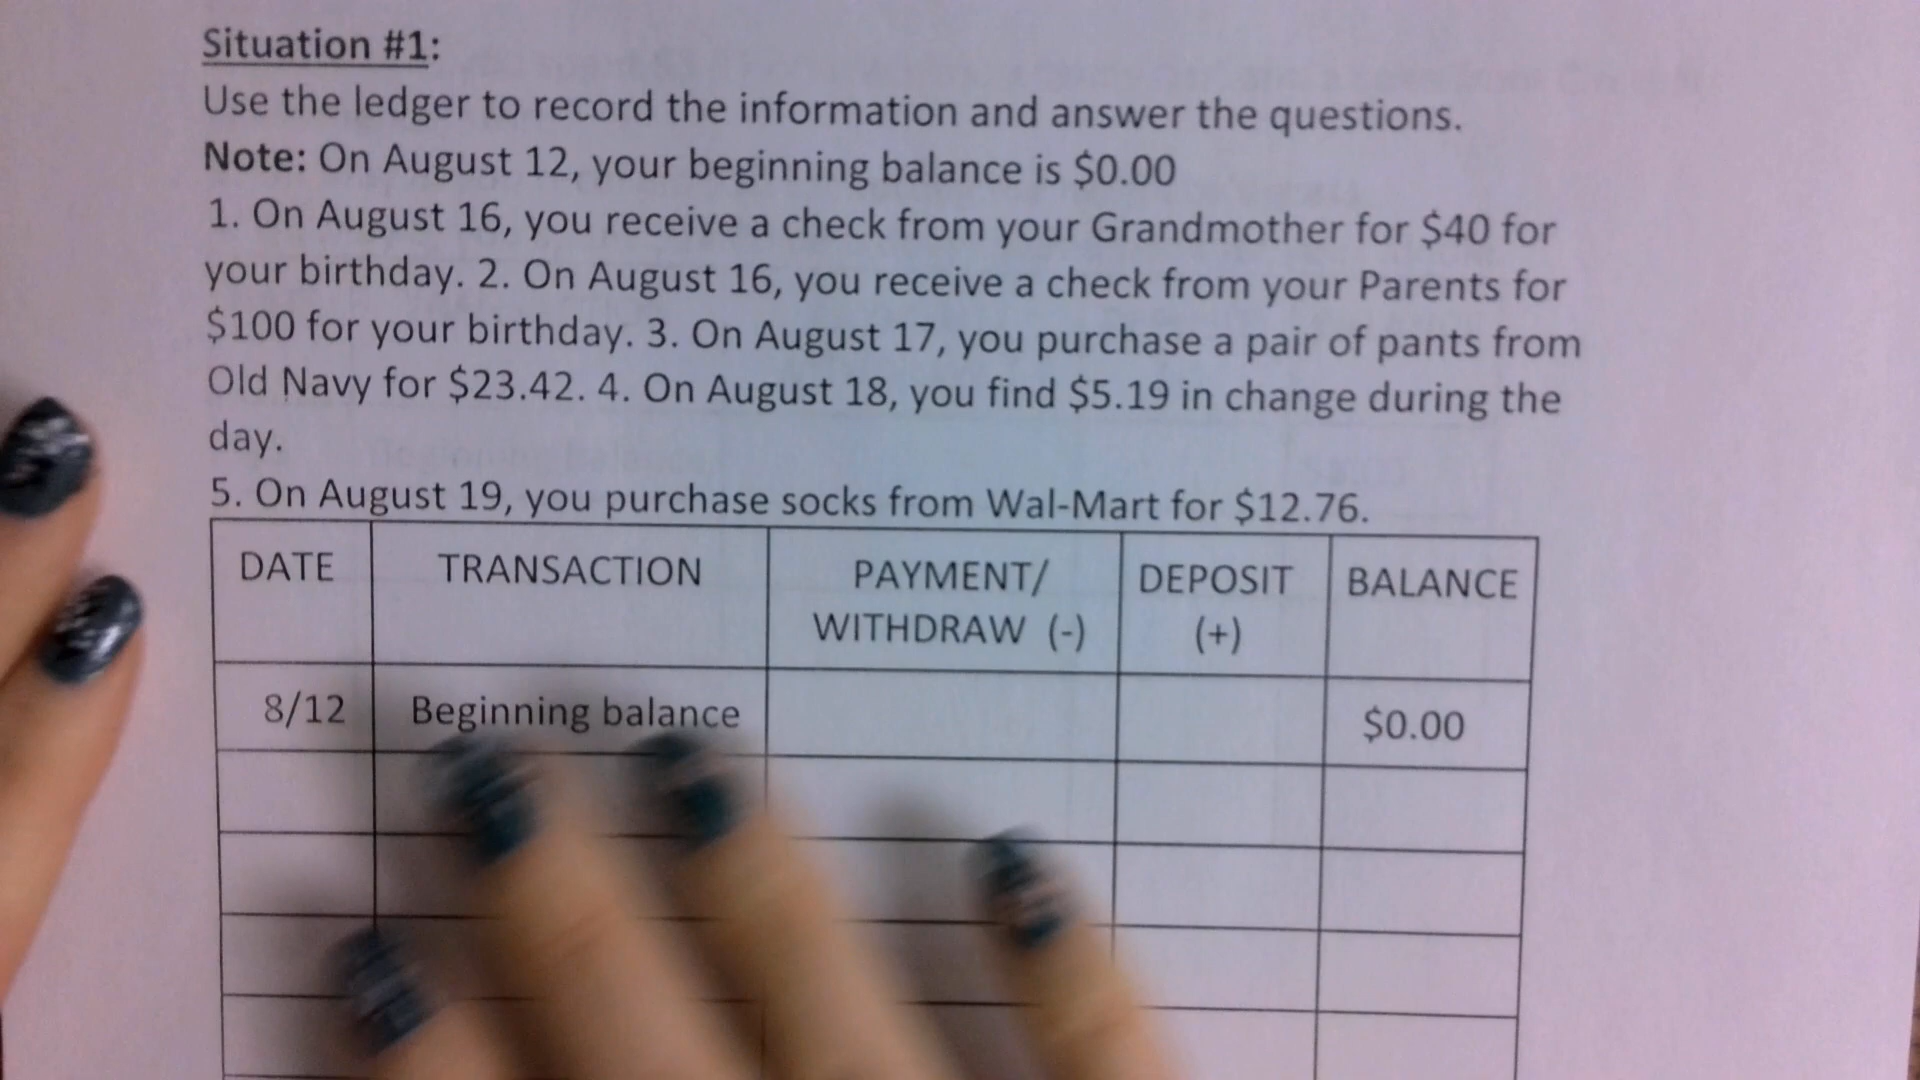 Situation #1:
Use the ledger to record the information and answer the questions.
Note: On August 12, your beginning balance is $0.00
1. On August 16, you receive a check from your Grandmother for $40 for
your birthday. 2. On August 16, you receive a check from your Parents for
$100 for your birthday. 3. On August 17, you purchase a pair of pants from
Old Navy for $23.42. 4. On August 18, you find $5.19 in change during the
day.
5. On August 19, you purchase socks from Wal-Mart for $12.76.
DATE TRANSACTION PAYMENT/ DEPOSIT BALANCE
WITHDRAW (-) (+)
8/12 Beginning balance $0.00